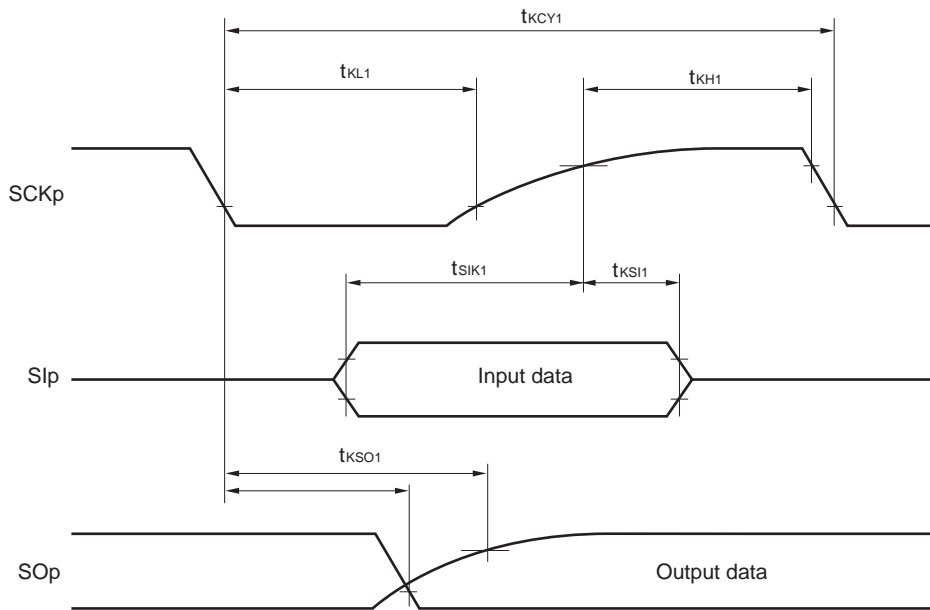 tKCY1
tKL1
tKH1
SCKp
tSIK1
tKSI1
SIp
Input data
tKSO1
SOp
Output data